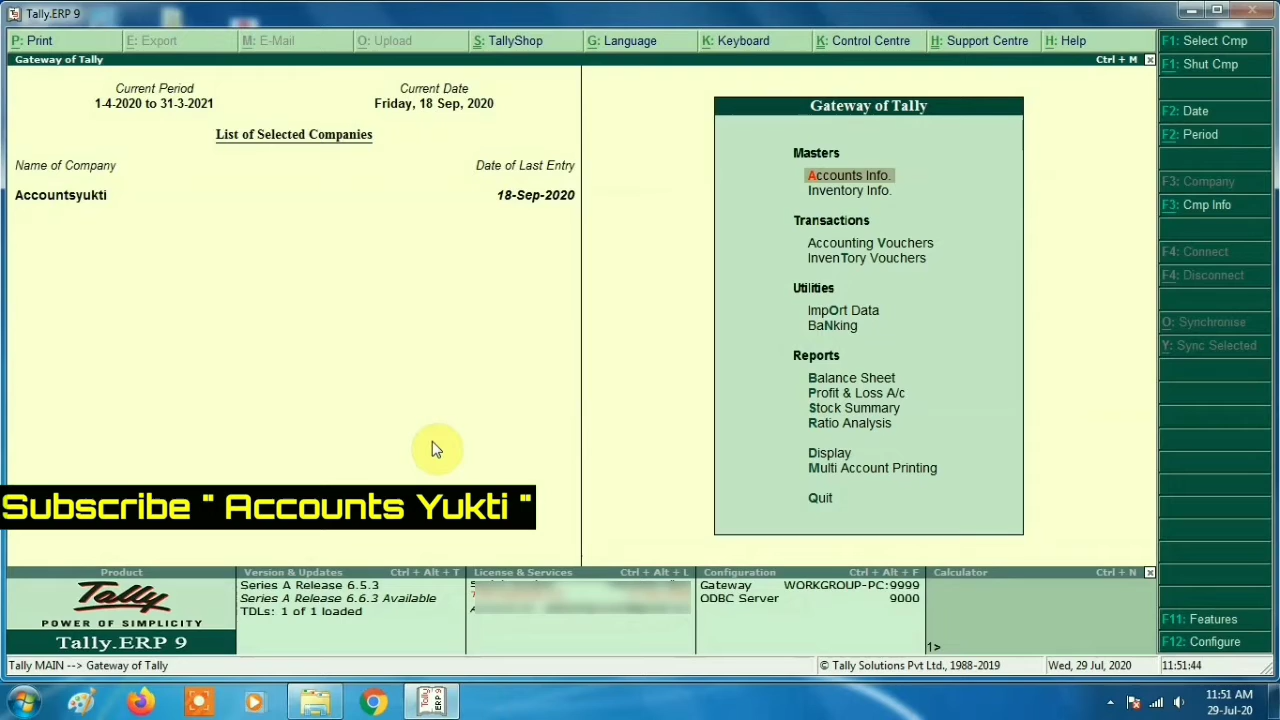 Tally.ERP 9
P: Print
E: Export
M: E-Mail
O: Upload
S: TallyShop
G: Language
K: Keyboard
K: Control Centre
H: Support Centre
H: Help
Gateway of Tally
Ctrl + M
Current Period
1-4-2020 to 31-3-2021
Current Date
Friday, 18 Sep, 2020
List of Selected Companies
Name of Company
Date of Last Entry
Accountsyukti
18-Sep-2020
Gateway of Tally
Masters
Accounts Info.
Inventory Info.
Transactions
Accounting Vouchers
InvenTory Vouchers
Utilities
ImpOrt Data
BaNking
Reports
Balance Sheet
Profit & Loss A/c
Stock Summary
Ratio Analysis
Display
Multi Account Printing
Quit
F1: Select Cmp
F1: Shut Cmp
F2: Date
F2: Period
F3: Company
F3: Cmp Info
F4: Connect
F4: Disconnect
O: Synchronise
Y: Sync Selected
F11: Features
F12: Configure
Subscribe " Accounts Yukti "
Product
Tally
POWER OF SIMPLICITY
Tally.ERP 9
Version & Updates
Ctrl + Alt + T
Series A Release 6.5.3
Series A Release 6.6.3 Available
TDLs: 1 of 1 loaded
License & Services
Ctrl + Alt + L
Configuration
Ctrl + Alt + F
Gateway
WORKGROUP-PC:9999
ODBC Server
9000
Calculator
Ctrl + N
1>
Tally MAIN --> Gateway of Tally
© Tally Solutions Pvt Ltd., 1988-2019
Wed, 29 Jul, 2020
11:51:44
11:51 AM
29-Jul-20